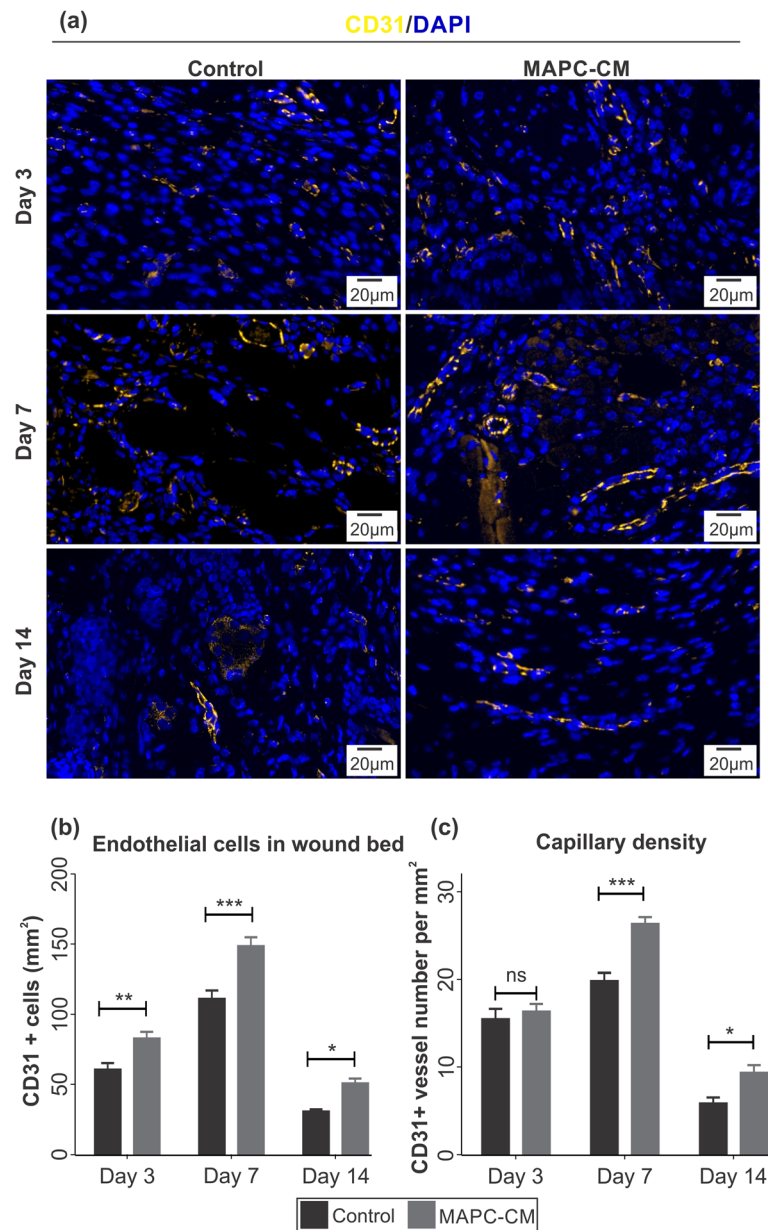 (a)
CD31/DAPI
Control
MAPC-CM
Day 3
20µm
20µm
Day 7
20µm
20µm
Day 14
20µm
20µm
(b)
Endothelial cells in wound bed
CD31 + cells (mm²)
200
150
100
50
0
**
***
*
Day 3
Day 7
Day 14
(c)
Capillary density
CD31+ vessel number per mm²
30
20
10
0
ns
***
*
Day 3
Day 7
Day 14
Control
MAPC-CM